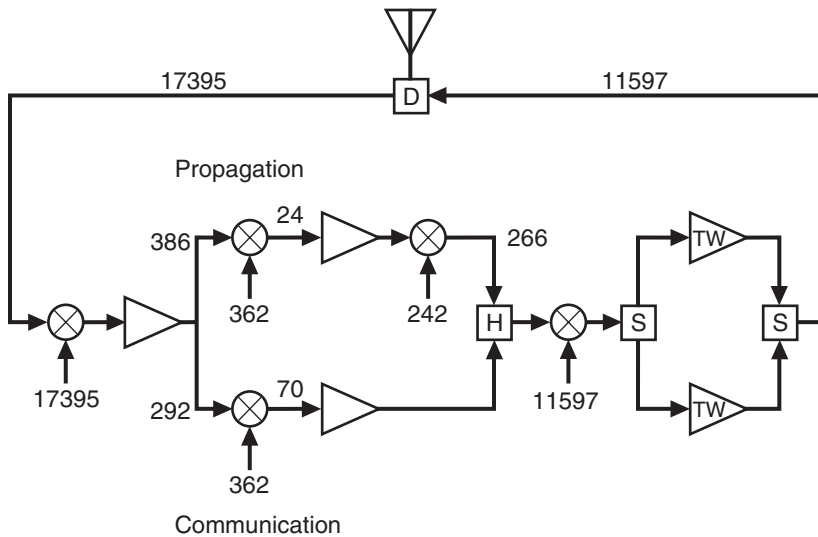 17395
D
11597
Propagation
386
24
266
362
242
H
S
TW
S
TW
17395
292
70
11597
362
Communication